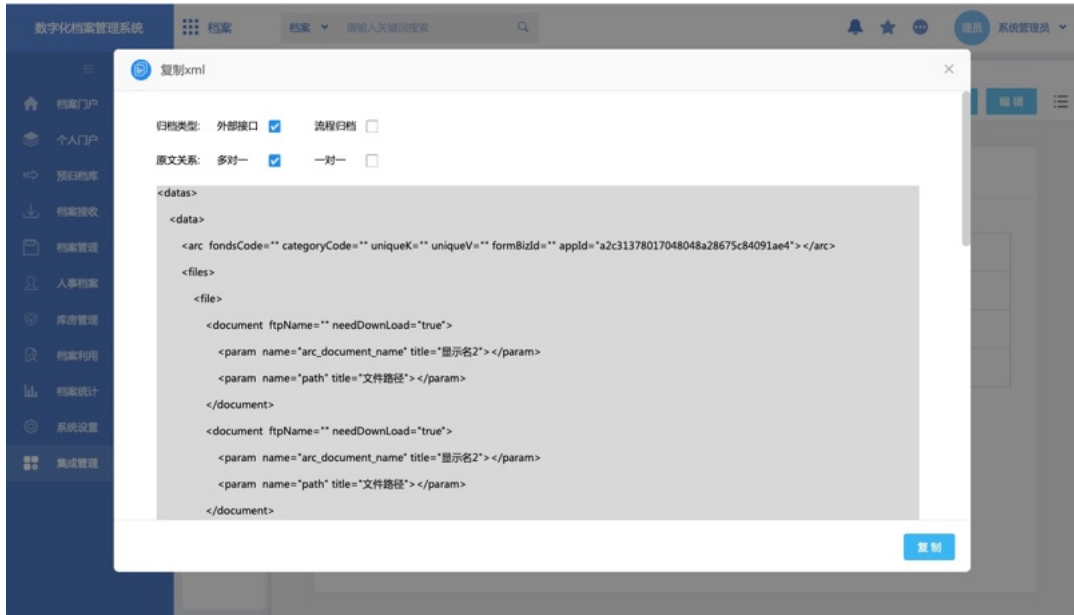 数字化档案管理系统
档案
档案
请输入关键词搜索
理员
系统管理员
复制xml
编辑
档案门户
个人门户
预归档库
档案接收
档案管理
人事档案
库房管理
档案利用
档案统计
系统设置
集成管理
归档类型: 外部接口 流程归档
原文关系: 多对一 一对一
<datas>
<data>
<arc fondsCode="" categoryCode="" uniqueK="" uniqueV="" formBizId="" appId="a2c31378017048048a28675c84091ae4"></arc>
<files>
<file>
<document ftpName="" needDownLoad="true">
<param name="arc_document_name" title="显示名2"></param>
<param name="path" title="文件路径"></param>
</document>
<document ftpName="" needDownLoad="true">
<param name="arc_document_name" title="显示名2"></param>
<param name="path" title="文件路径"></param>
</document>
复制